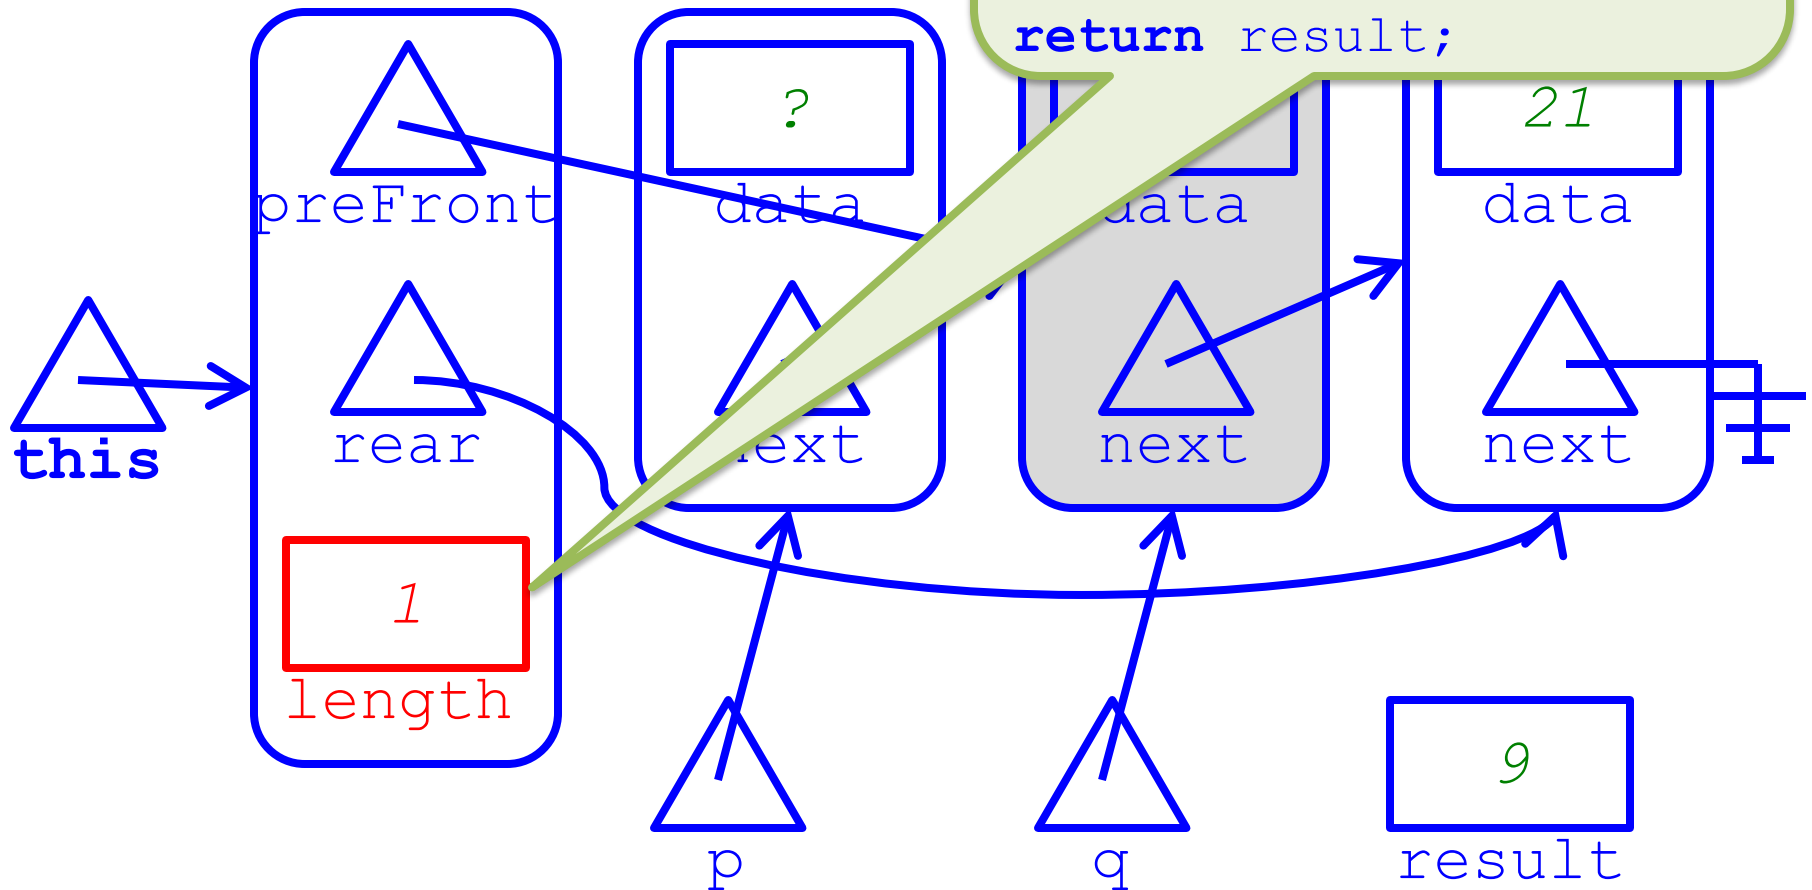 return result;
? 21
preFront data data data
this rear next next next
1
length
9
p q result